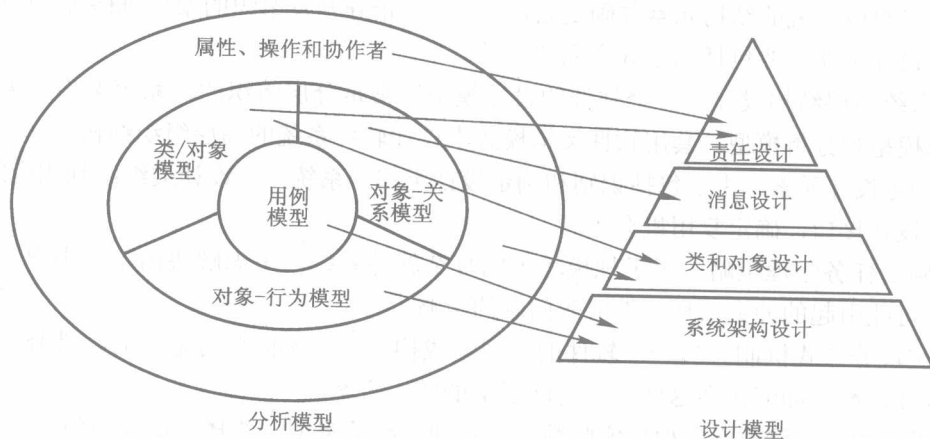 属性、操作和协作者
类/对象
模型
用例
模型
对象-关
系模型
对象-行为模型
分析模型
责任设计
消息设计
类和对象设计
系统架构设计
设计模型